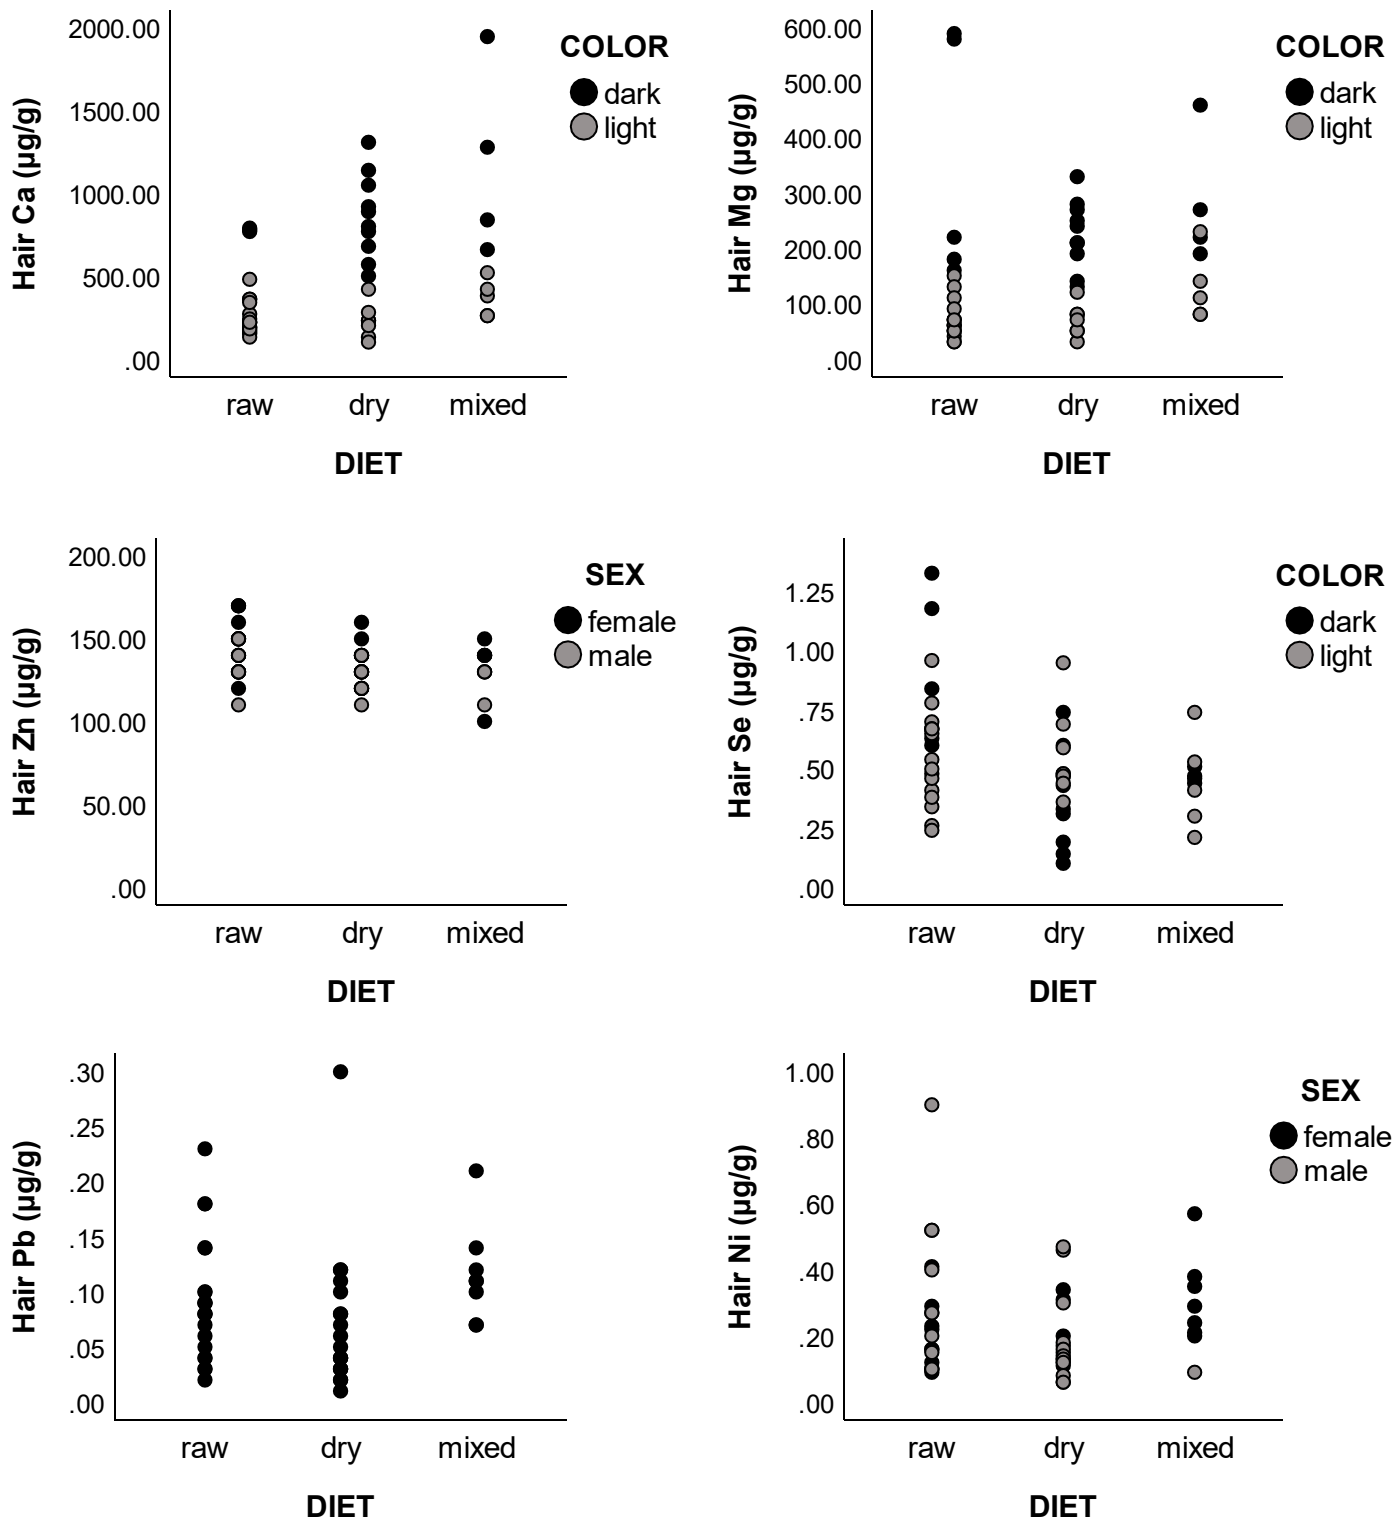 Hair Ca (µg/g)
2000.00
1500.00
1000.00
500.00
.00
raw dry mixed
DIET
COLOR
dark
light
Hair Mg (µg/g)
600.00
500.00
400.00
300.00
200.00
100.00
.00
raw dry mixed
DIET
COLOR
dark
light
Hair Zn (µg/g)
200.00
150.00
100.00
50.00
.00
raw dry mixed
DIET
SEX
female
male
Hair Se (µg/g)
1.25
1.00
.75
.50
.25
.00
raw dry mixed
DIET
COLOR
dark
light
Hair Pb (µg/g)
.30
.25
.20
.15
.10
.05
.00
raw dry mixed
DIET
Hair Ni (µg/g)
1.00
.80
.60
.40
.20
.00
raw dry mixed
DIET
SEX
female
male